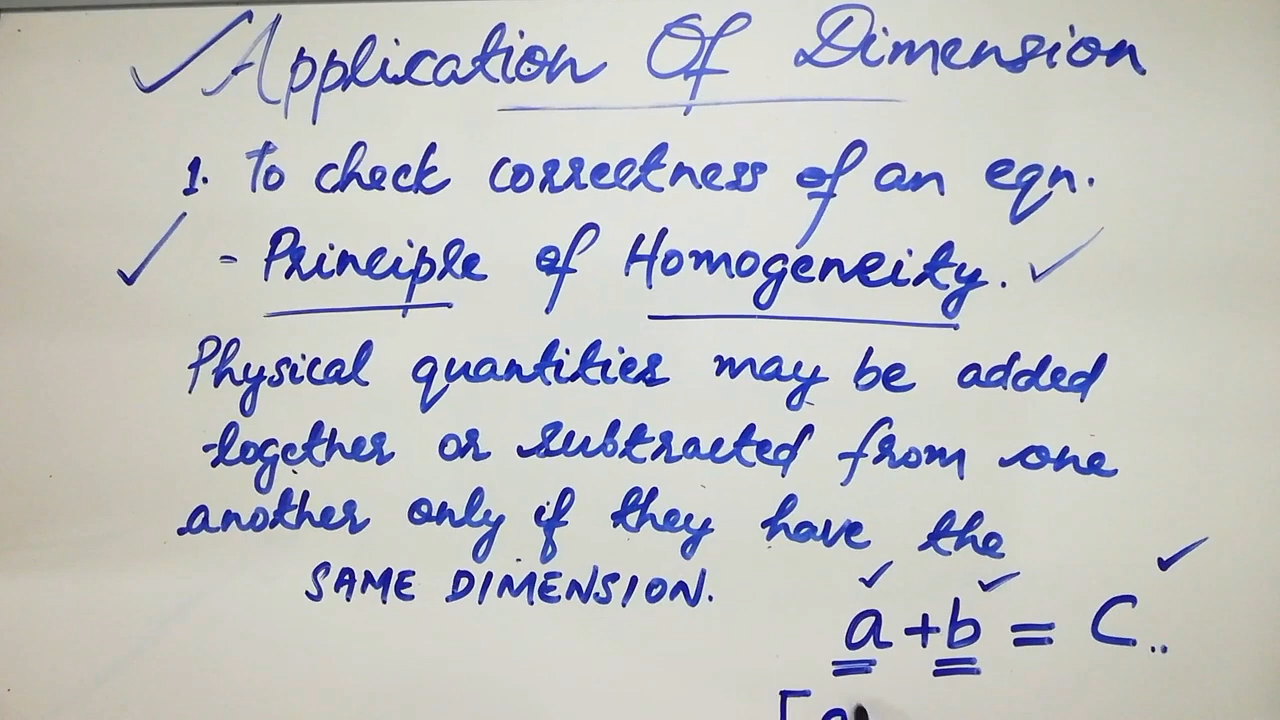 Application Of Dimension
1. To check correctness of an eqn.
- Principle of Homogeneity.
Physical quantities may be added
together or subtracted from one
another only if they have the
SAME DIMENSION.
a + b = C..
[a